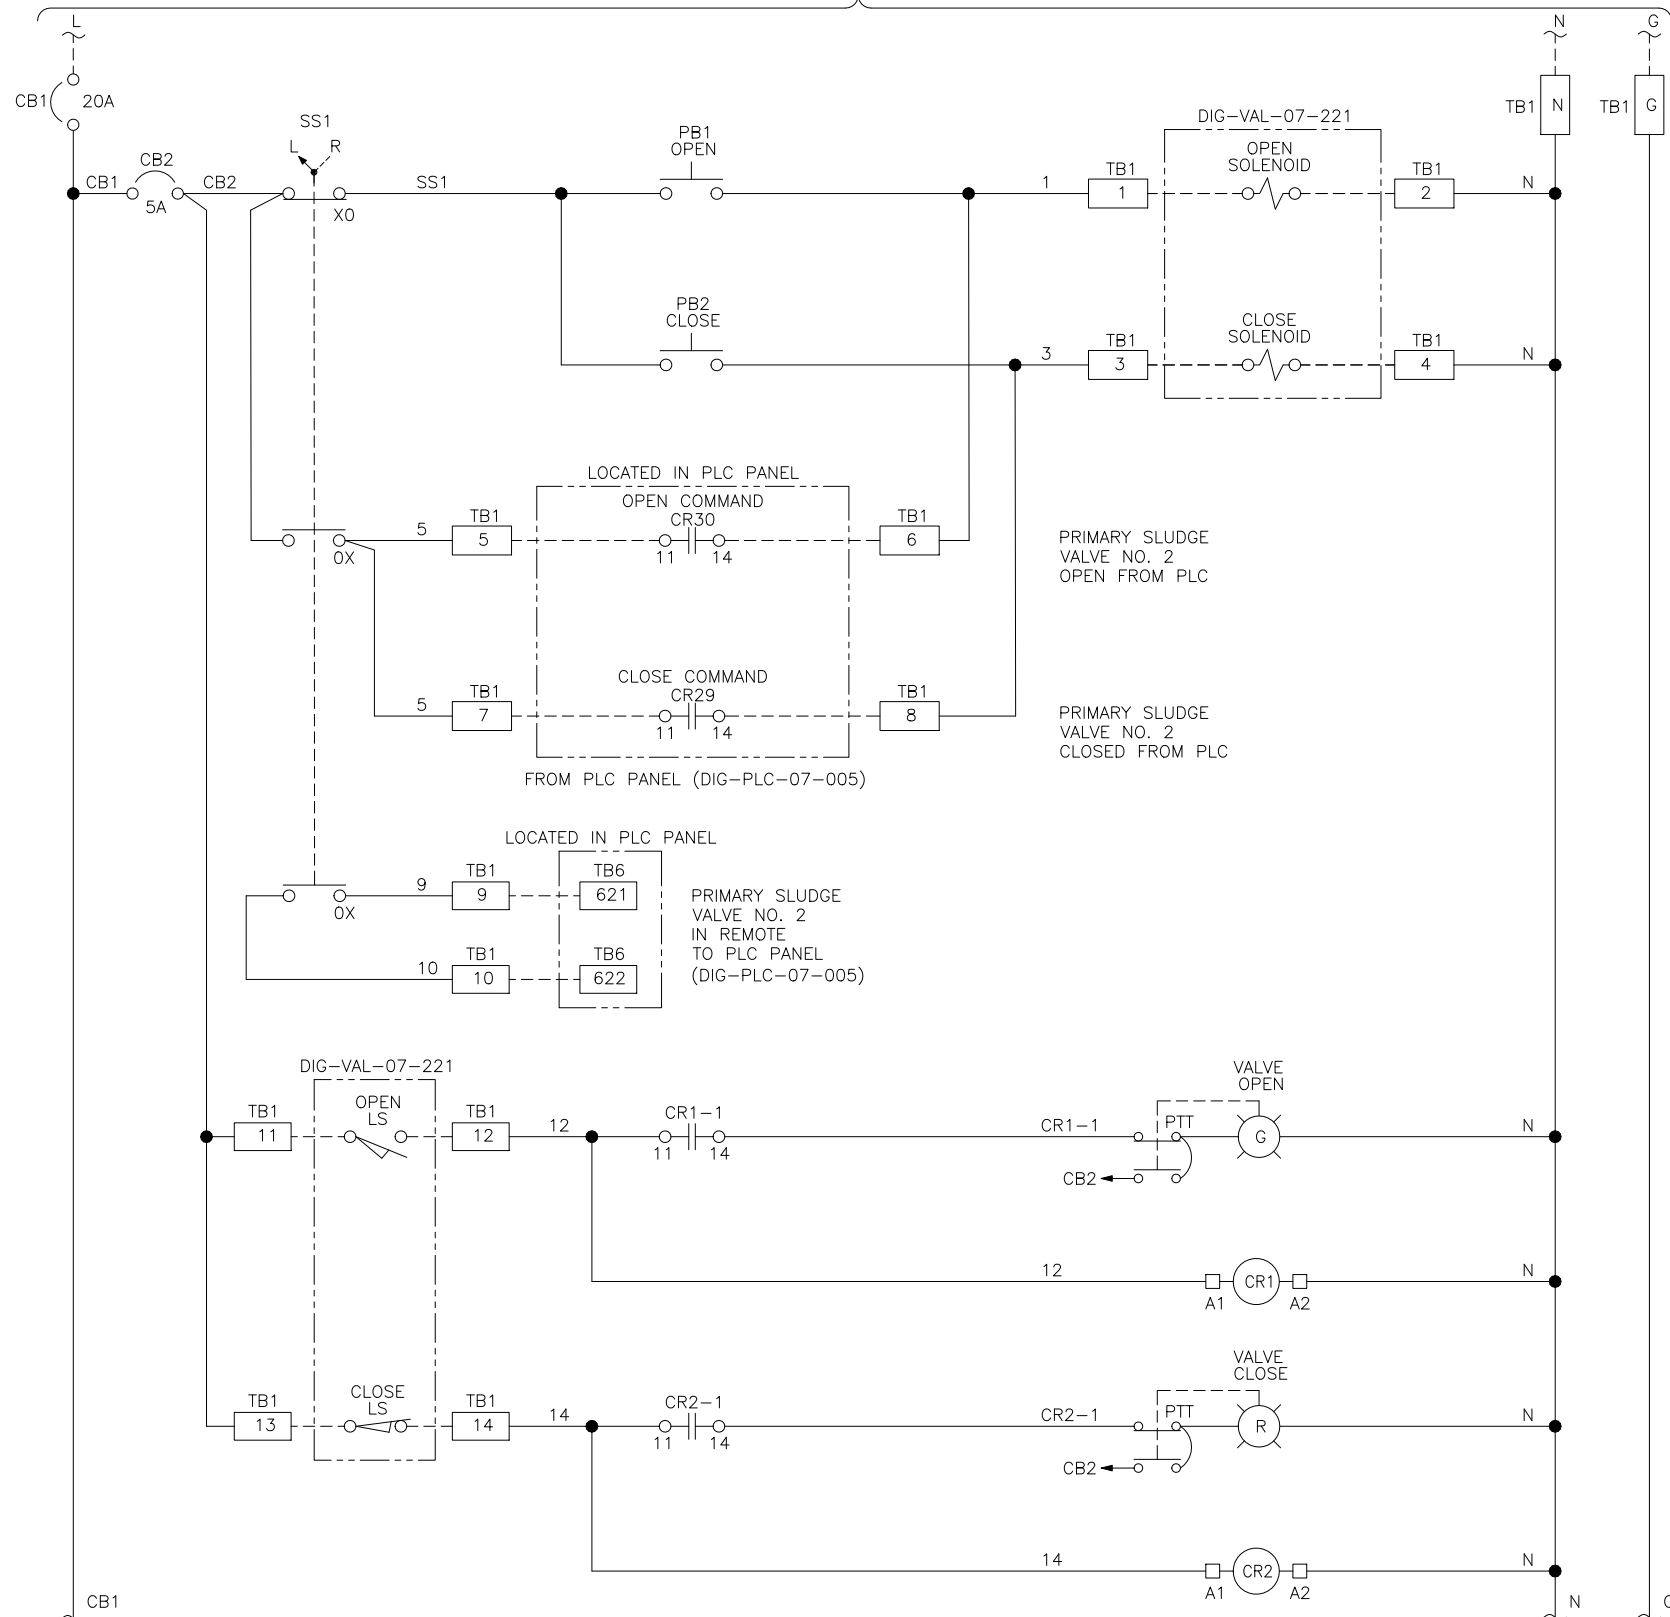 L
N
G
CB1
20A
TB1
N
TB1
G
SS1
L
R
CB2
5A
CB1
CB2
X0
SS1
PB1
OPEN
1
TB1
1
DIG-VAL-07-221
OPEN
SOLENOID
TB1
2
N
PB2
CLOSE
3
TB1
3
CLOSE
SOLENOID
TB1
4
N
LOCATED IN PLC PANEL
OPEN COMMAND
CR30
0X
5
TB1
5
11
14
TB1
6
PRIMARY SLUDGE
VALVE NO. 2
OPEN FROM PLC
CLOSE COMMAND
CR29
5
TB1
7
11
14
TB1
8
PRIMARY SLUDGE
VALVE NO. 2
CLOSED FROM PLC
FROM PLC PANEL (DIG-PLC-07-005)
LOCATED IN PLC PANEL
0X
9
TB1
9
TB6
621
10
TB1
10
TB6
622
PRIMARY SLUDGE
VALVE NO. 2
IN REMOTE
TO PLC PANEL
(DIG-PLC-07-005)
DIG-VAL-07-221
TB1
11
OPEN
LS
TB1
12
12
CR1-1
11
14
CR1-1
PTT
CB2
VALVE
OPEN
G
N
12
A1
CR1
A2
N
TB1
13
CLOSE
LS
TB1
14
14
CR2-1
11
14
CR2-1
PTT
CB2
VALVE
CLOSE
R
N
14
A1
CR2
A2
N
CB1
N